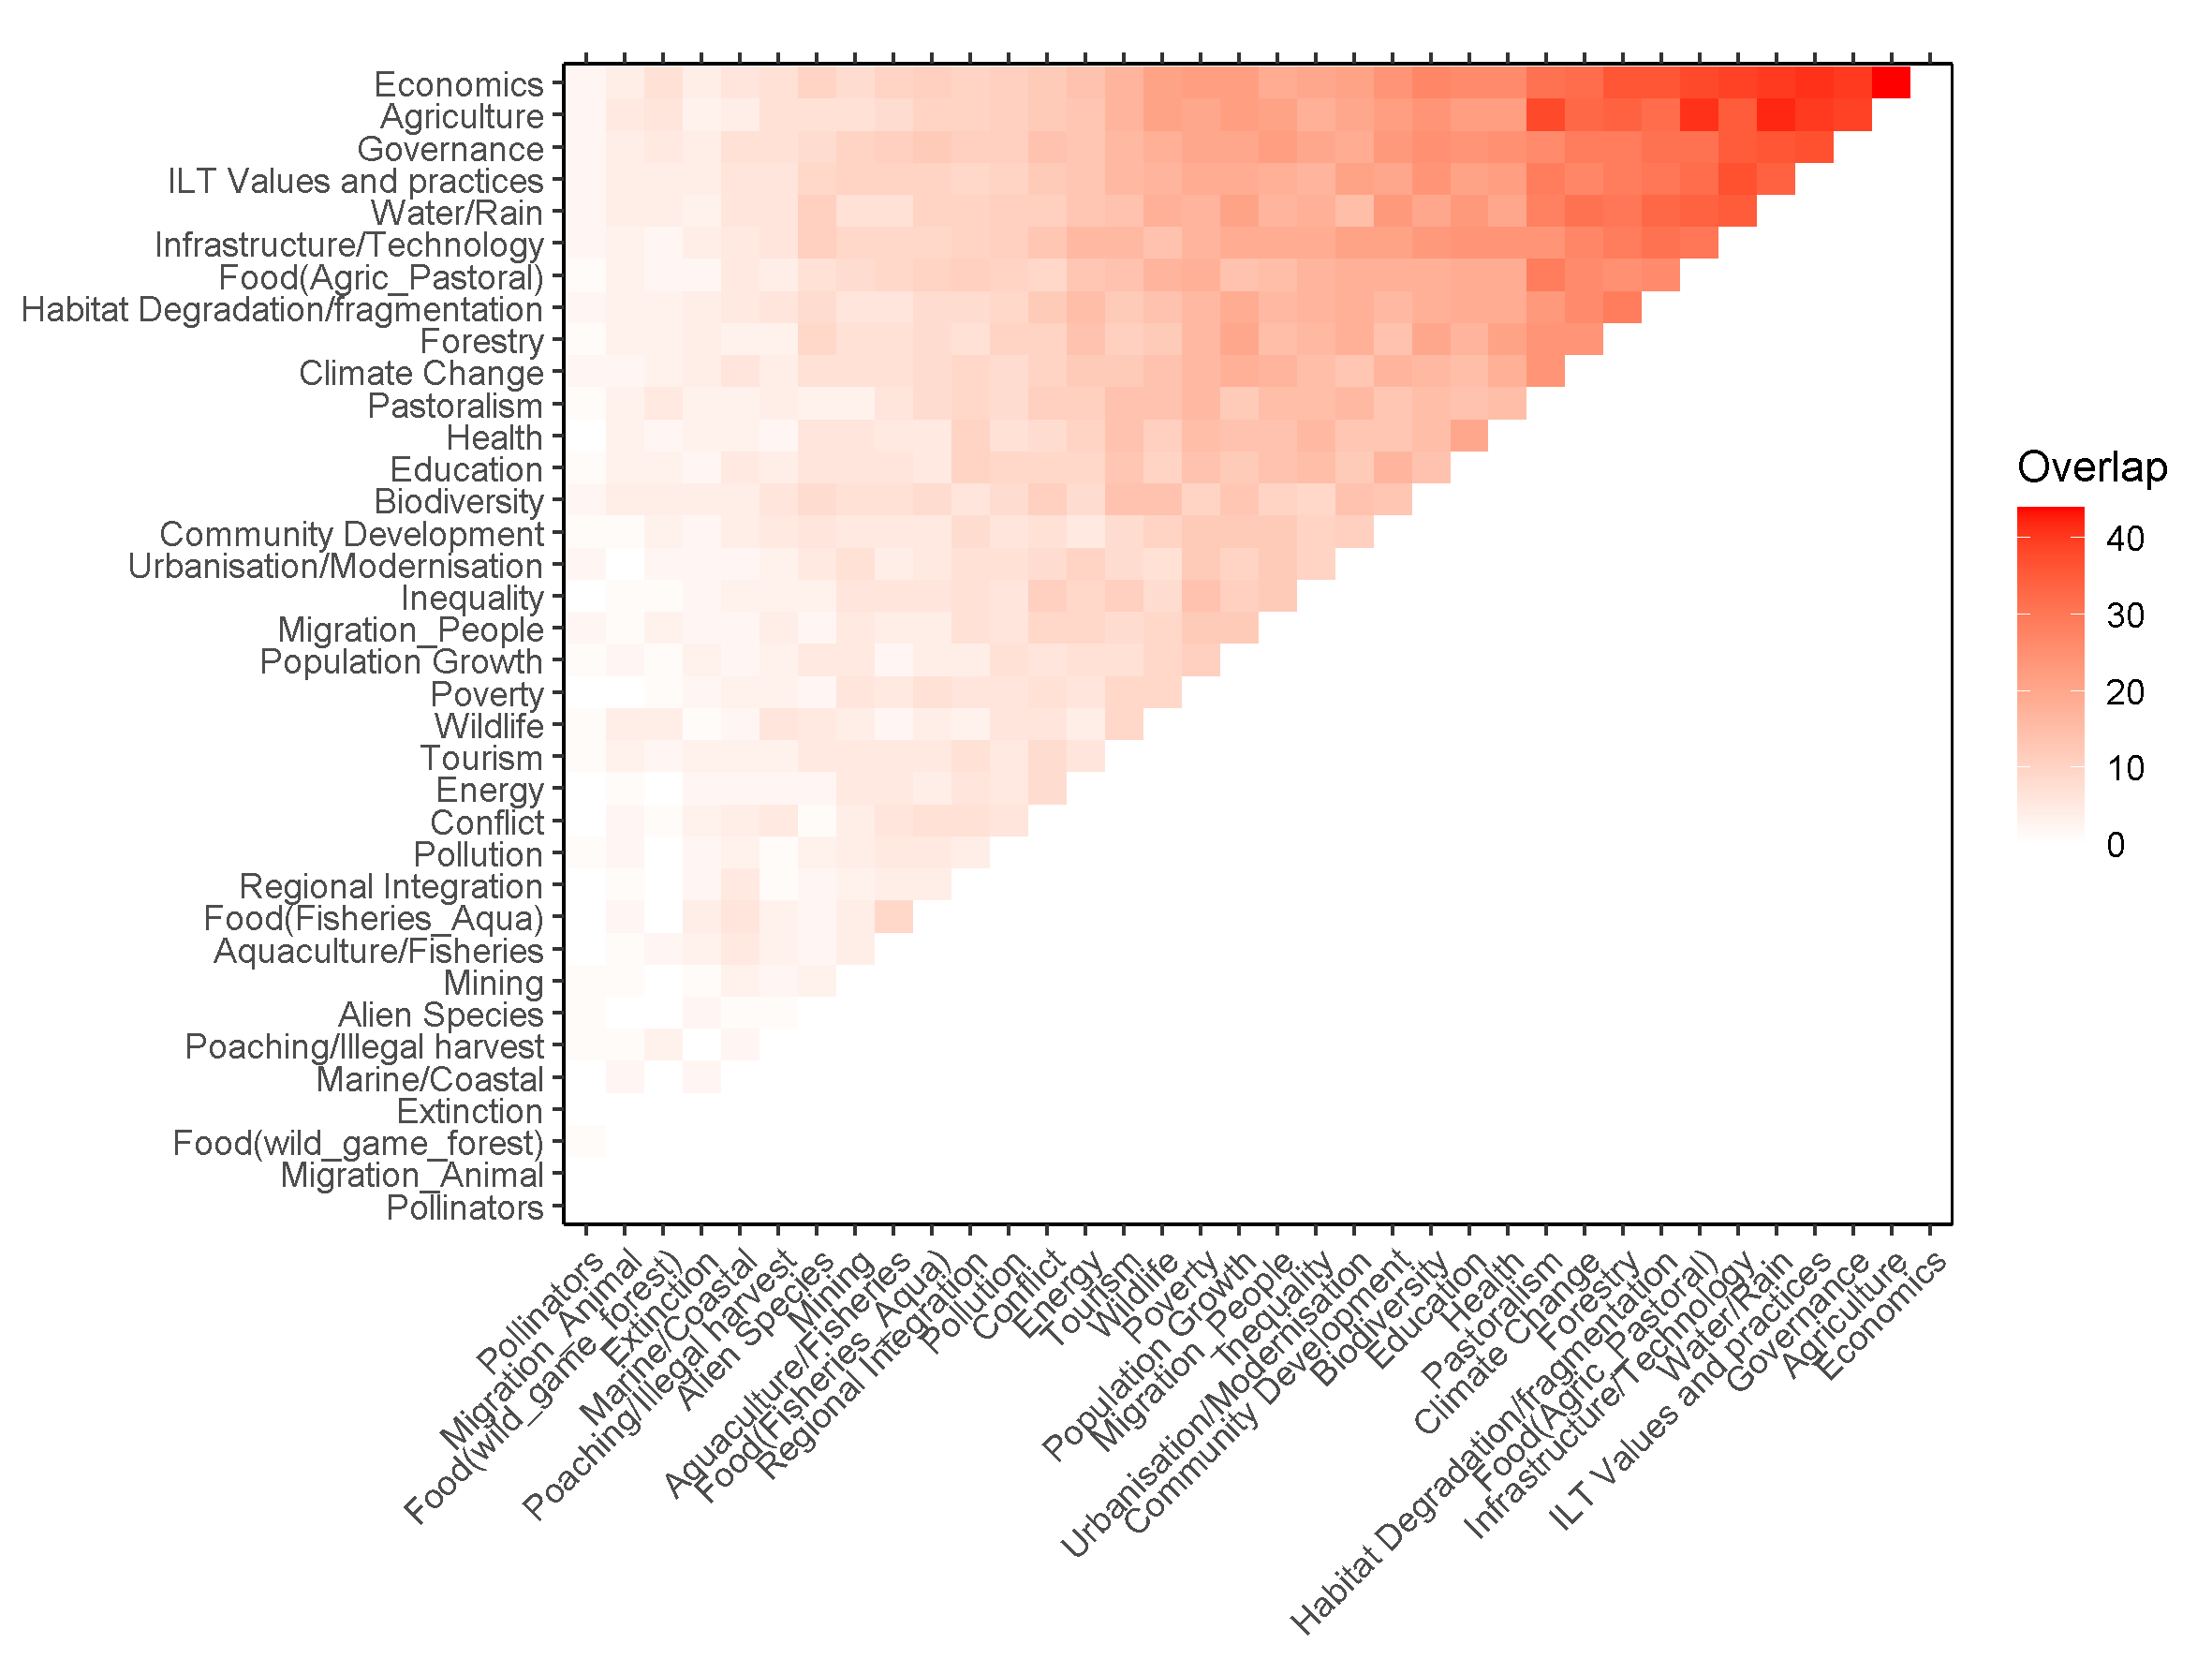 Economics
Agriculture
Governance
ILT Values and practices
Water/Rain
Infrastructure/Technology
Food(Agric_Pastoral)
Habitat Degradation/fragmentation
Forestry
Climate Change
Pastoralism
Health
Education
Biodiversity
Community Development
Urbanisation/Modernisation
Inequality
Migration_People
Population Growth
Poverty
Wildlife
Tourism
Energy
Conflict
Pollution
Regional Integration
Food(Fisheries_Aqua)
Aquaculture/Fisheries
Mining
Alien Species
Poaching/Illegal harvest
Marine/Coastal
Extinction
Food(wild_game_forest)
Migration_Animal
Pollinators
Pollinators
Migration_Animal
Food(wild_game_forest)
Extinction
Marine/Coastal
Poaching/Illegal harvest
Alien Species
Mining
Aquaculture/Fisheries
Food(Fisheries_Aqua)
Regional Integration
Pollution
Conflict
Energy
Tourism
Wildlife
Poverty
Population Growth
Migration_People
Inequality
Urbanisation/Modernisation
Community Development
Biodiversity
Education
Health
Pastoralism
Climate Change
Forestry
Habitat Degradation/fragmentation
Food(Agric_Pastoral)
Infrastructure/Technology
Water/Rain
ILT Values and practices
Governance
Agriculture
Economics
Overlap
40
30
20
10
0